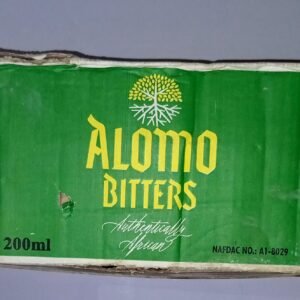 ALOMO
BITTERS
Authentically
African
200ml
NAFDAC NO.: A1-8029